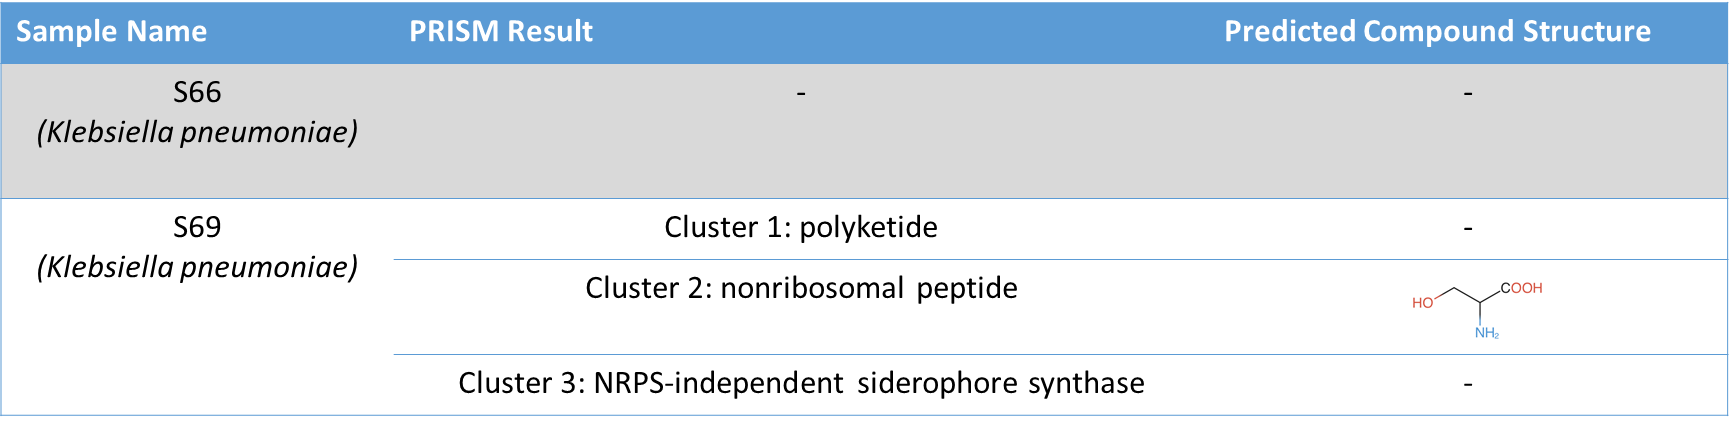 Sample Name PRISM Result Predicted Compound Structure
S66 - -
(Klebsiella pneumoniae)
S69 Cluster 1: polyketide -
(Klebsiella pneumoniae)
Cluster 2: nonribosomal peptide
HO COOH
NH₂
Cluster 3: NRPS-independent siderophore synthase -